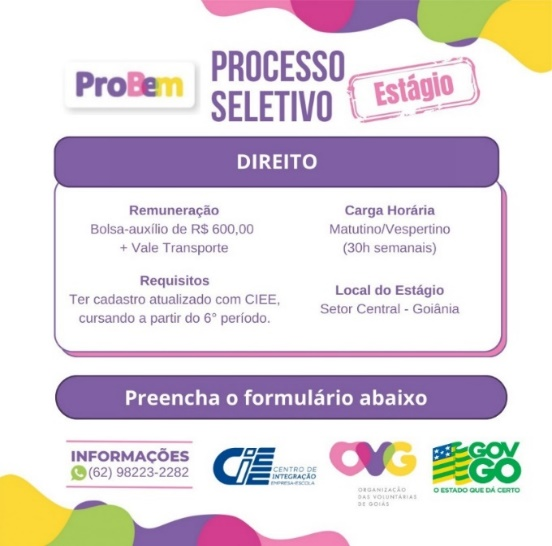 ProBem
PROCESSO
SELETIVO
Estágio
DIREITO
Remuneração
Bolsa-auxílio de R$ 600,00
+ Vale Transporte
Carga Horária
Matutino/Vespertino
(30h semanais)
Requisitos
Ter cadastro atualizado com CIEE,
cursando a partir do 6° período.
Local do Estágio
Setor Central - Goiânia
Preencha o formulário abaixo
INFORMAÇÕES
(62) 98223-2282
CIEE
CENTRO DE
INTEGRAÇÃO
EMPRESA-ESCOLA
OVG
ORGANIZAÇÃO
DAS VOLUNTÁRIAS
DE GOIÁS
GOV
GO
O ESTADO QUE DÁ CERTO